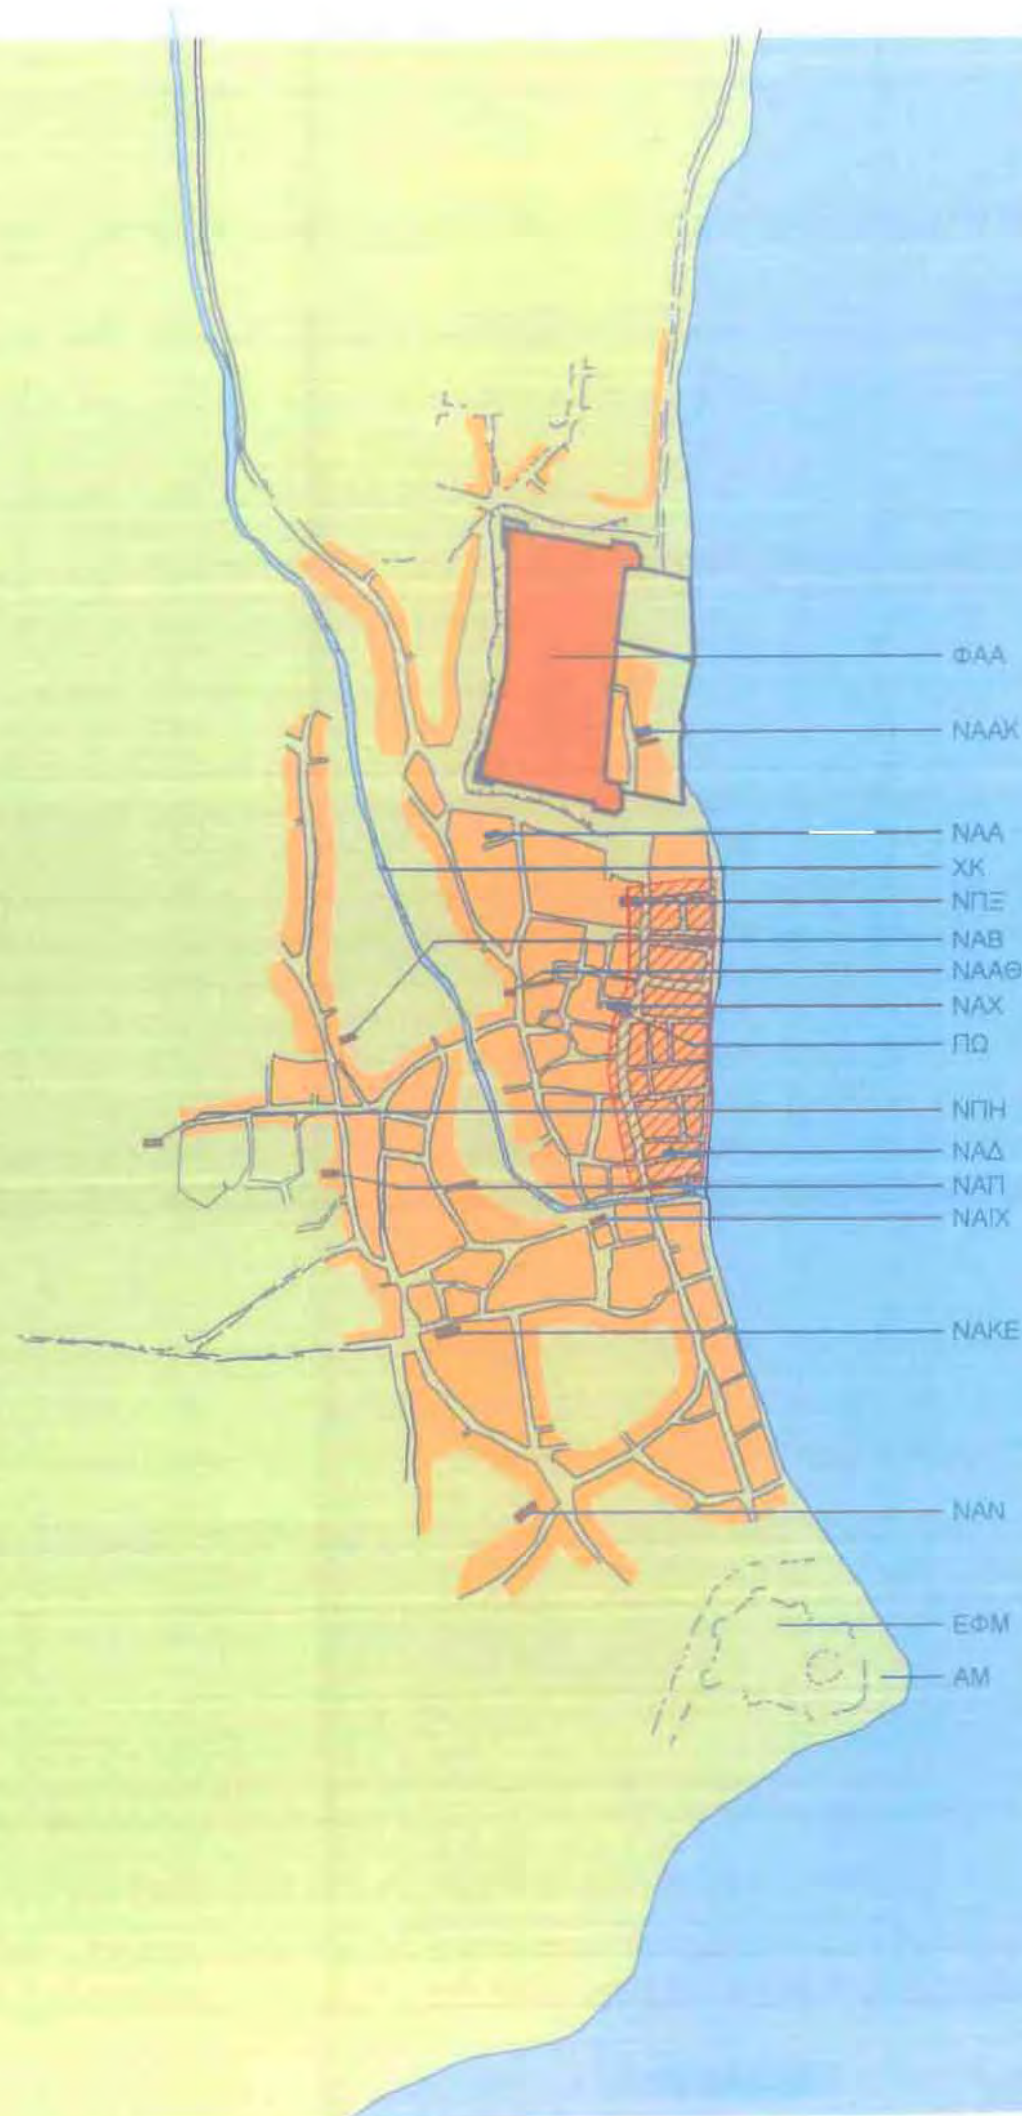 ΦΑΑ
ΝΑΑΚ
ΝΑΑ
ΧΚ
ΝΠΞ
ΝΑΒ
ΝΑΑΘ
ΝΑΧ
ΠΩ
ΝΠΗ
ΝΑΔ
ΝΑΠ
ΝΑΙΧ
ΝΑΚΕ
ΝΑΝ
ΕΦΜ
ΑΜ